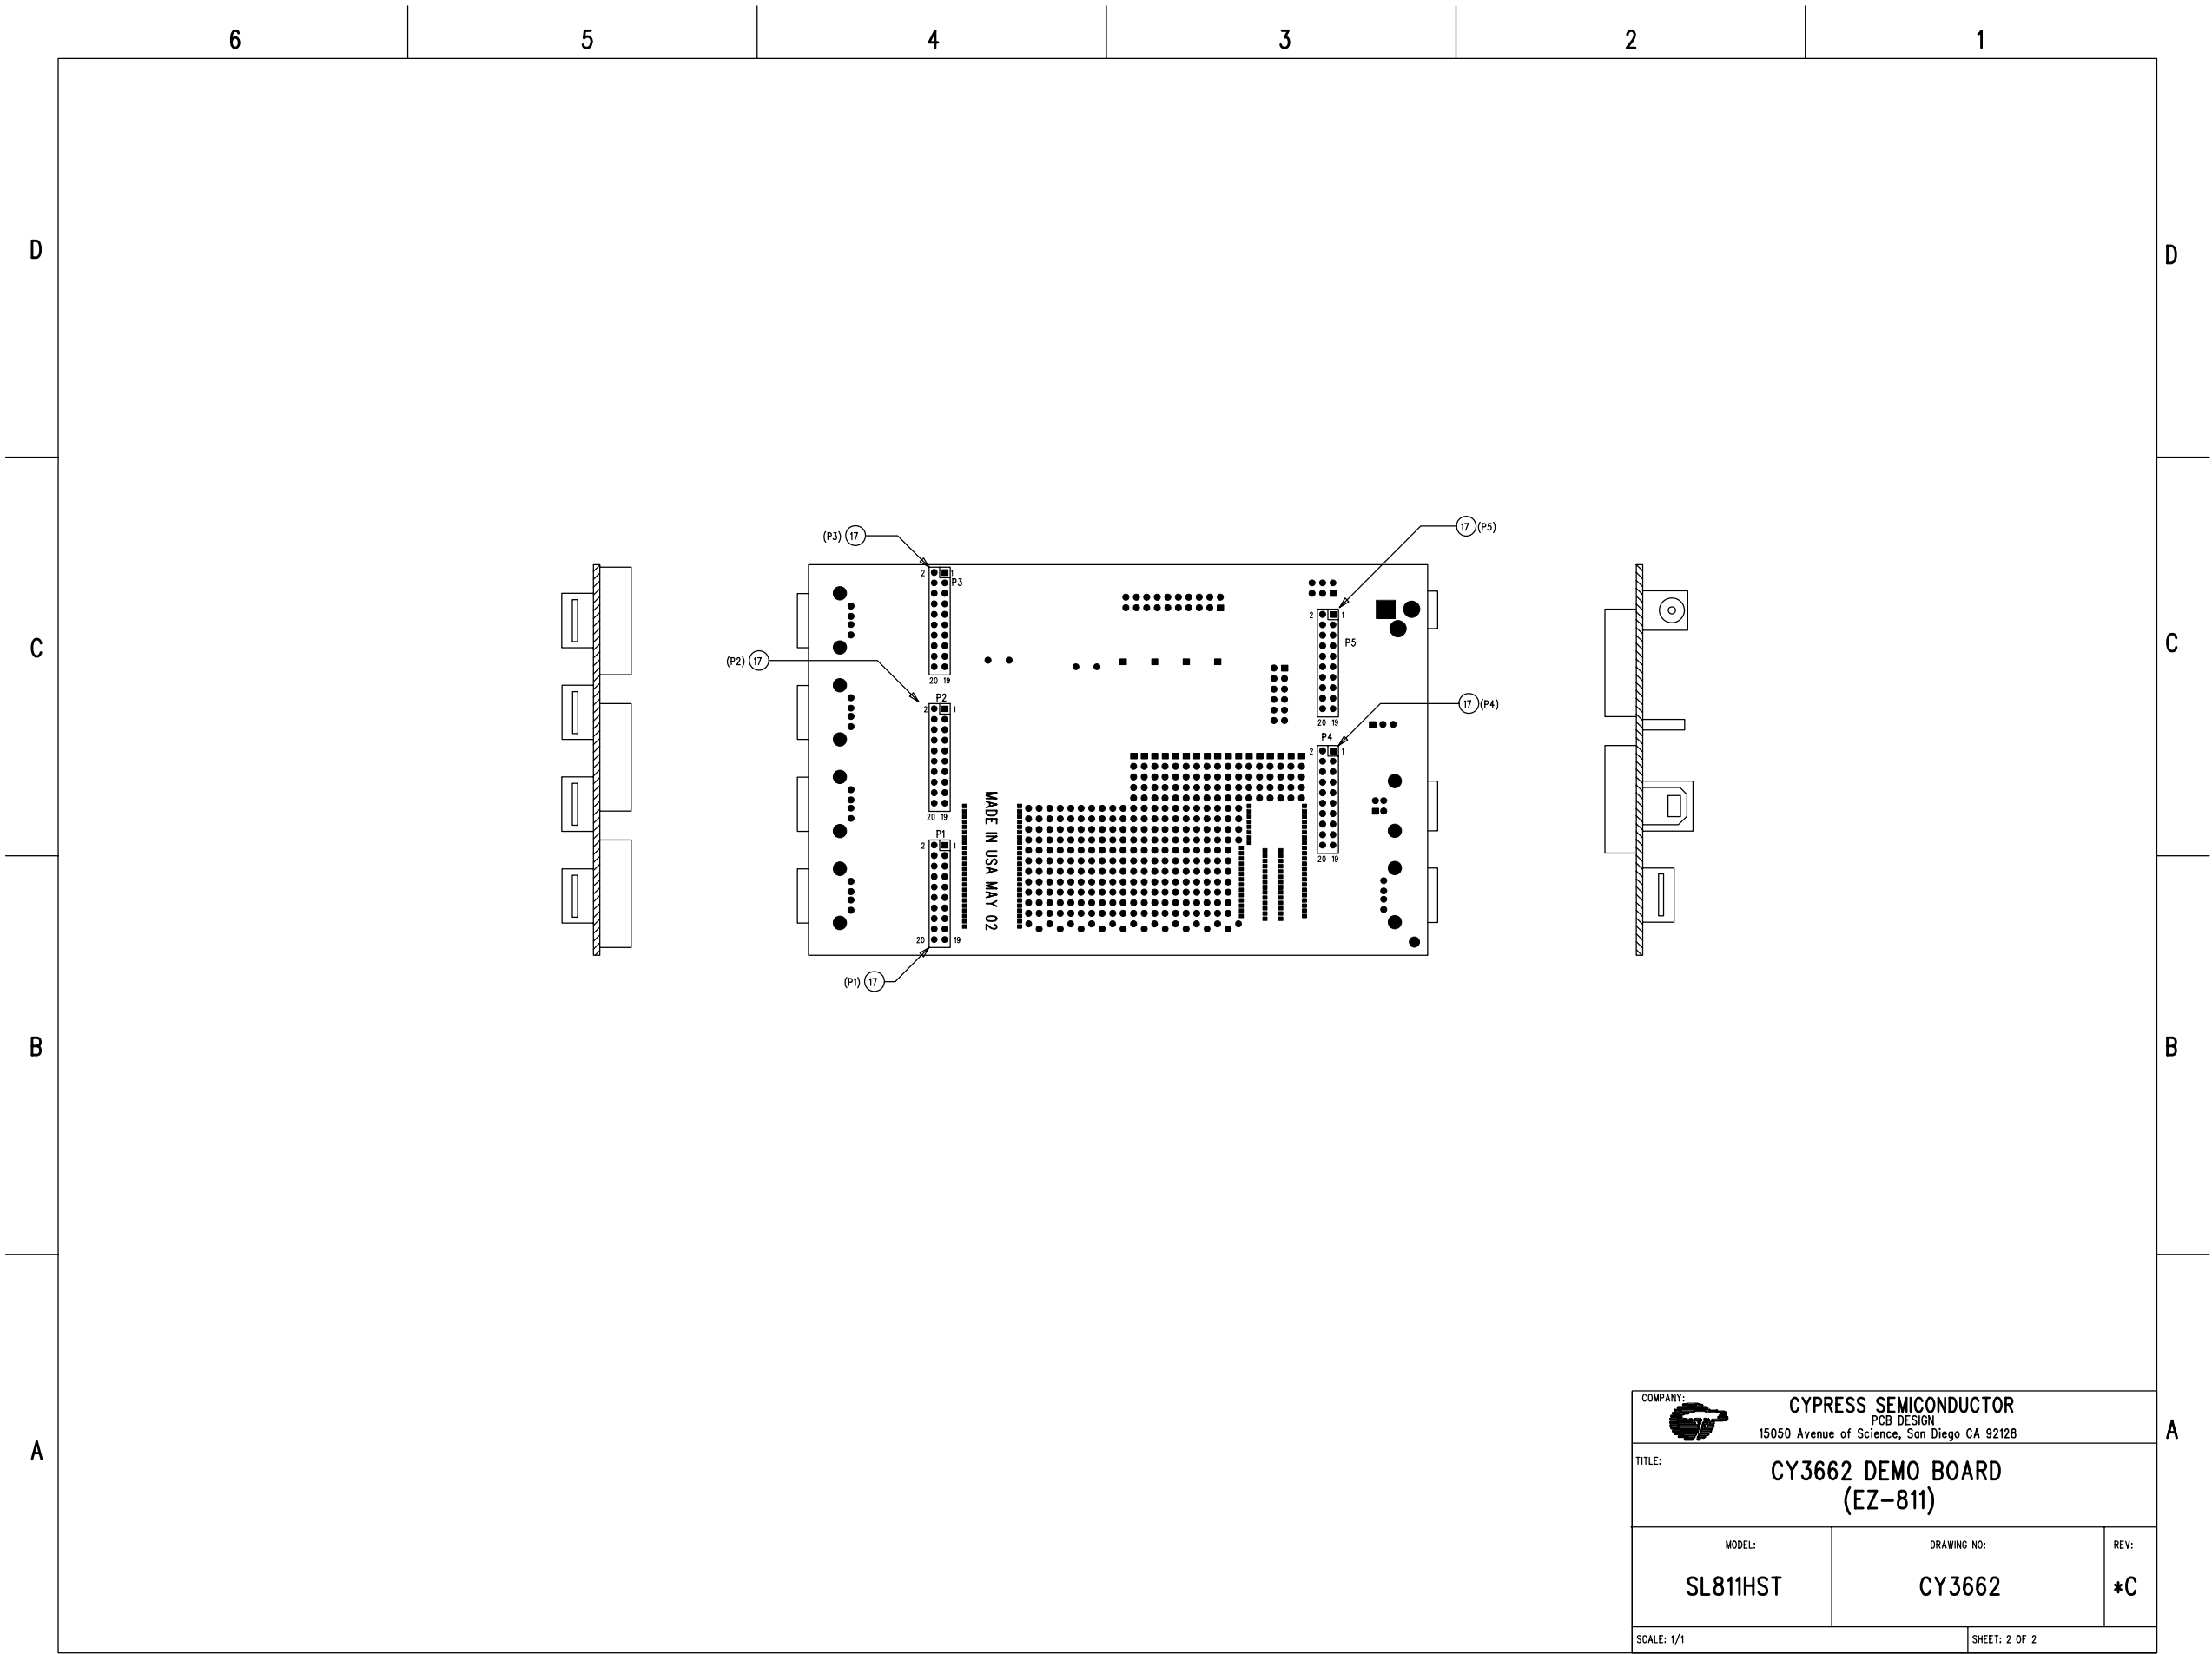 6 5 4 3 2 1
D D
(P3) 17
17 (P5)
2 1
P3
2 1
P5
C C
(P2) 17
20 19
P2
2 1
17 (P4)
20 19
P4
2 1
MADE IN USA MAY 02
20 19
P1
2 1
20 19
20 19
(P1) 17
B B
COMPANY:
CYPRESS SEMICONDUCTOR
PCB DESIGN
15050 Avenue of Science, San Diego CA 92128
A A
TITLE:
CY3662 DEMO BOARD
(EZ-811)
MODEL:
SL811HST
DRAWING NO:
CY3662
REV:
*C
SCALE: 1/1
SHEET: 2 OF 2